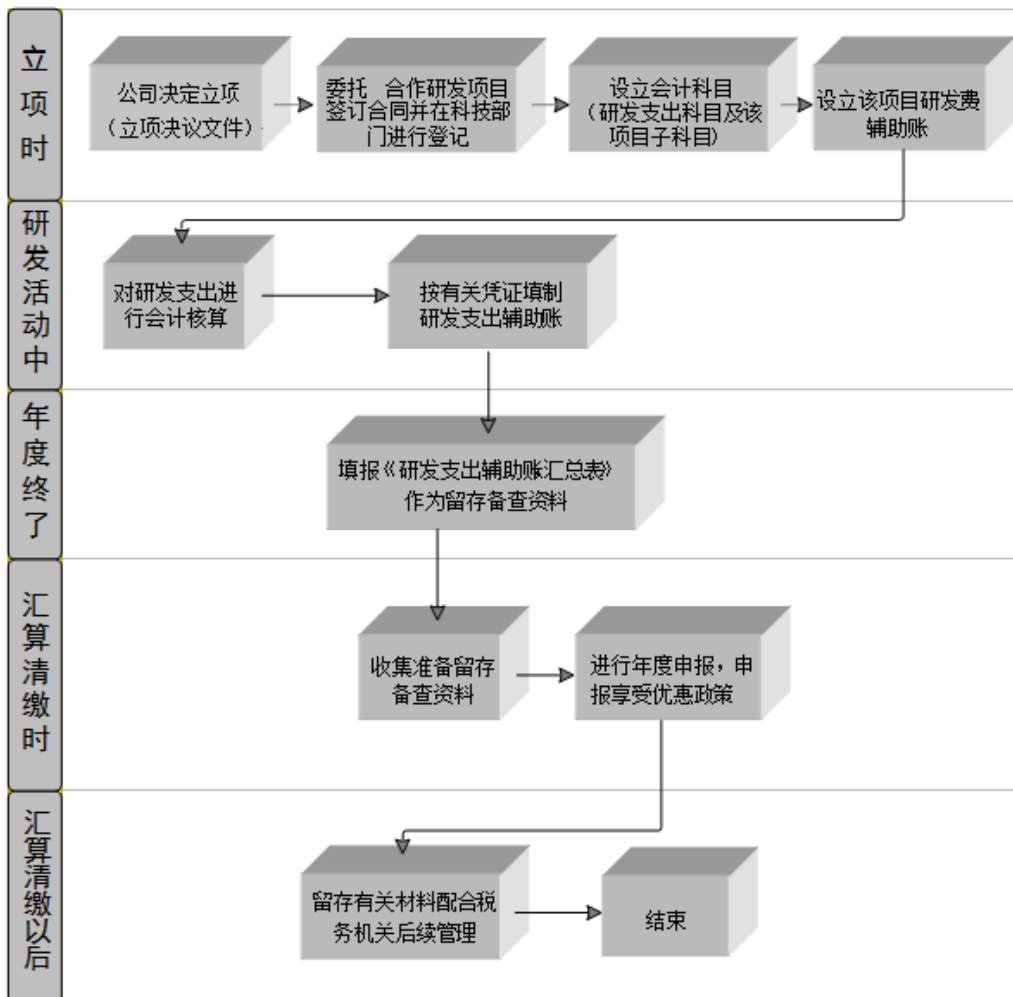 立项时
公司决定立项
（立项决议文件）
委托 合作研发项目
签订合同并在科技部
门进行登记
设立会计科目
（研发支出科目及该
项目子科目）
设立该项目研发费
辅助账
研发活动中
对研发支出进
行会计核算
按有关凭证填制
研发支出辅助账
年度终了
填报《研发支出辅助账汇总表》
作为留存备查资料
汇算清缴时
收集准备留存
备查资料
进行年度申报，申
报享受优惠政策
汇算清缴以后
留存有关材料配合税
务机关后续管理
结束